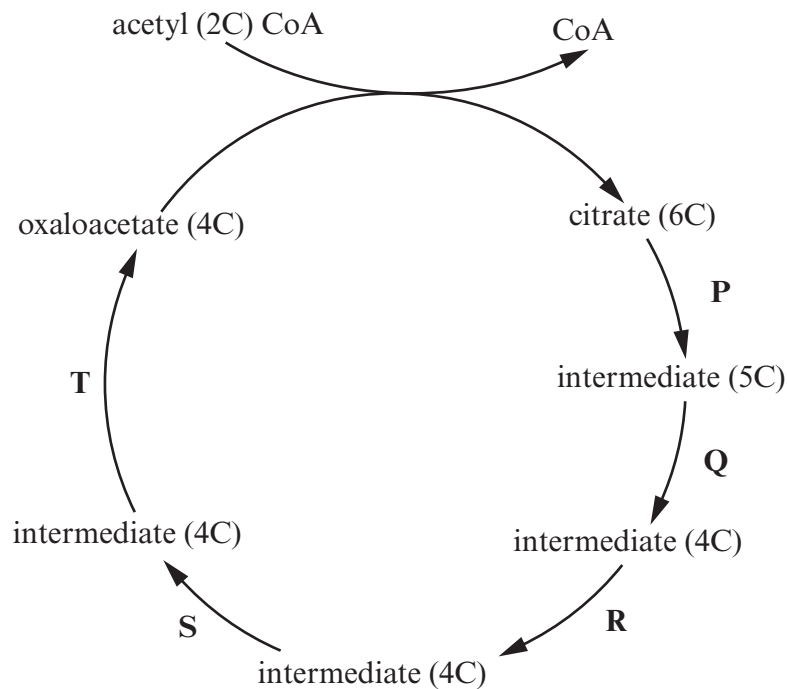 acetyl (2C) CoA
CoA
oxaloacetate (4C)
citrate (6C)
P
intermediate (5C)
T
Q
intermediate (4C)
intermediate (4C)
R
S
intermediate (4C)